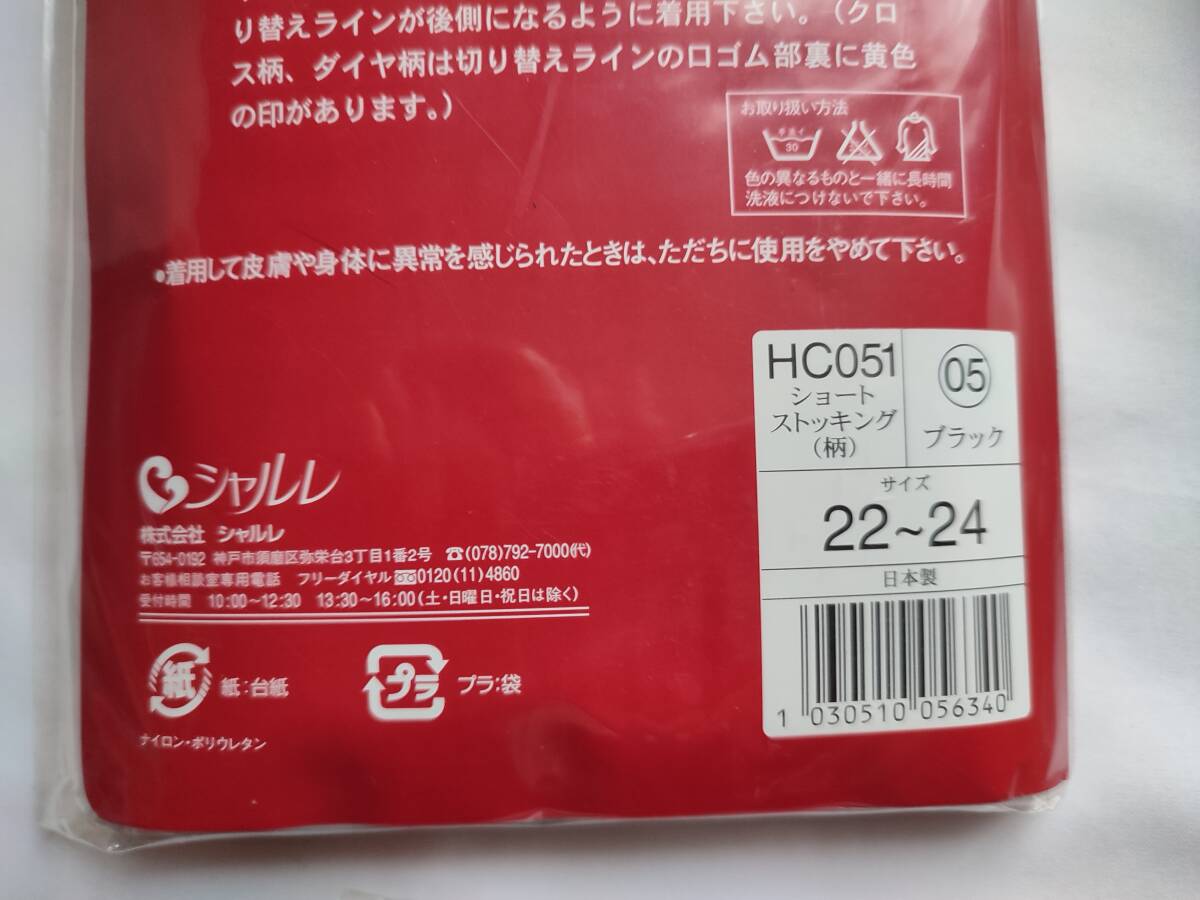 り替えラインが後側になるように着用下さい。(クロ
ス柄、ダイヤ柄は切り替えラインの口ゴム部裏に黄色
の印があります。)
お取り扱い方法
手洗イ
30
色の異なるものと一緒に長時間
洗液につけないで下さい。
•着用して皮膚や身体に異常を感じられたときは、ただちに使用をやめて下さい。
HC051
ショート
ストッキング
(柄)
05
ブラック
サイズ
22~24
日本製
1 030510 056340
シャルレ
株式会社 シャルレ
〒654-0192 神戸市須磨区弥栄台3丁目1番2号 ☎(078)792-7000(代)
お客様相談室専用電話 フリーダイヤル 0120(11)4860
受付時間 10:00~12:30 13:30~16:00(土・日曜日・祝日は除く)
紙
紙:台紙
プラ
プラ:袋
ナイロン・ポリウレタン